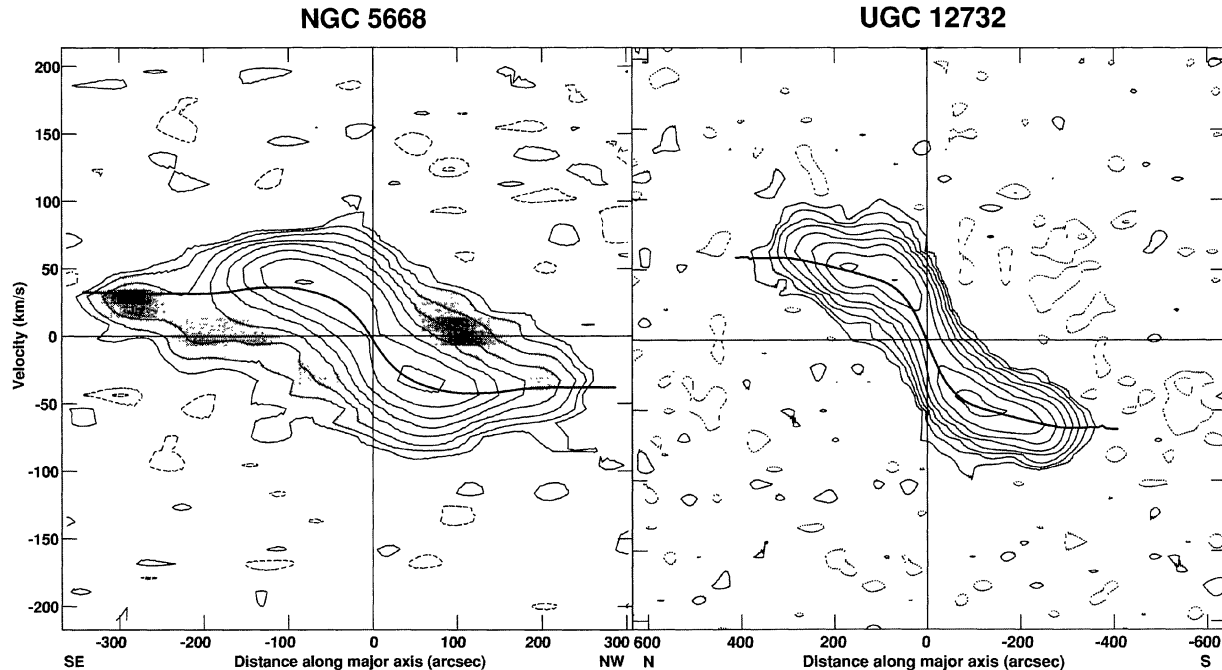 NGC 5668
UGC 12732
Velocity (km/s)
200
150
100
50
0
-50
-100
-150
-200
-300
-200
-100
0
100
200
300
600
400
200
0
-200
-400
-600
SE
Distance along major axis (arcsec)
NW
N
Distance along major axis (arcsec)
S